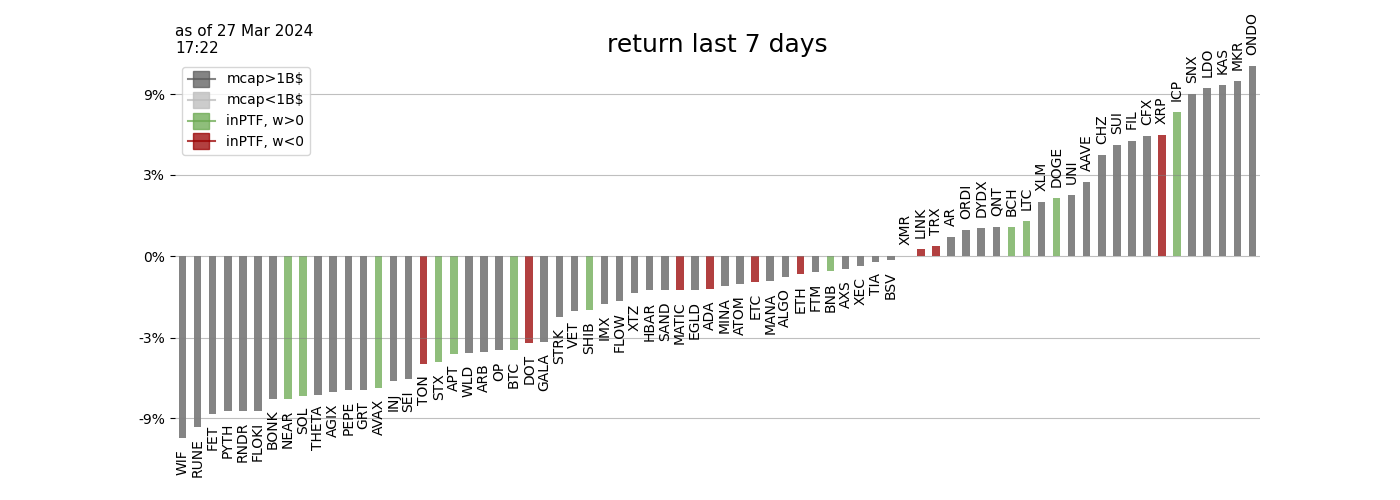 as of 27 Mar 2024
17:22
return last 7 days
mcap>1B$
mcap<1B$
inPTF, w>0
inPTF, w<0
9%
3%
0%
-3%
-9%
WIF
RUNE
FET
PYTH
RNDR
FLOKI
BONK
NEAR
SOL
THETA
AGIX
PEPE
GRT
AVAX
INJ
SEI
TON
STX
APT
WLD
ARB
OP
BTC
DOT
GALA
STRK
VET
SHIB
IMX
FLOW
XTZ
HBAR
SAND
MATIC
EGLD
ADA
MINA
ATOM
ETC
MANA
ALGO
ETH
FTM
BNB
AXS
XEC
TIA
BSV
XMR
LINK
TRX
AR
ORDI
DYDX
QNT
BCH
LTC
XLM
DOGE
UNI
AAVE
CHZ
SUI
FIL
CFX
XRP
ICP
SNX
LDO
KAS
MKR
ONDO